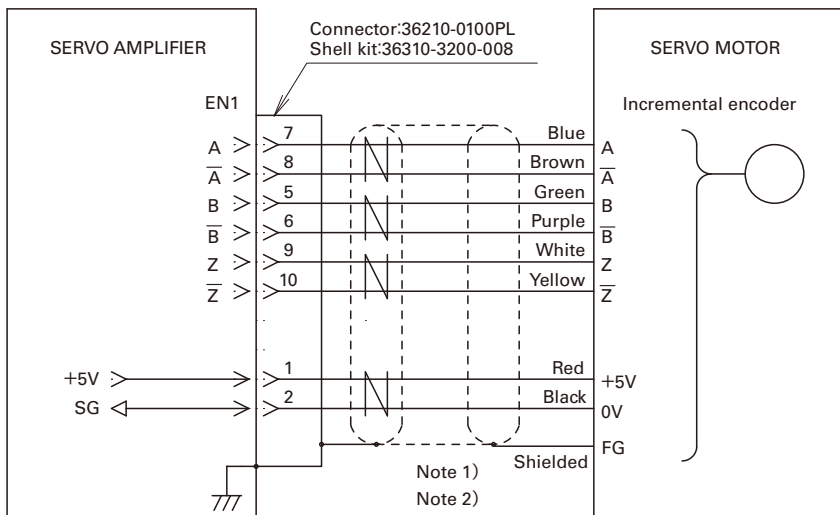 Connector:36210-0100PL
Shell kit:36310-3200-008
SERVO AMPLIFIER
SERVO MOTOR
EN1
Incremental encoder
A 7 Blue A
A̅ 8 Brown A̅
B 5 Green B
B̅ 6 Purple B̅
Z 9 White Z
Z̅ 10 Yellow Z̅
+5V 1 Red +5V
SG 2 Black 0V
Shielded FG
Note 1)
Note 2)